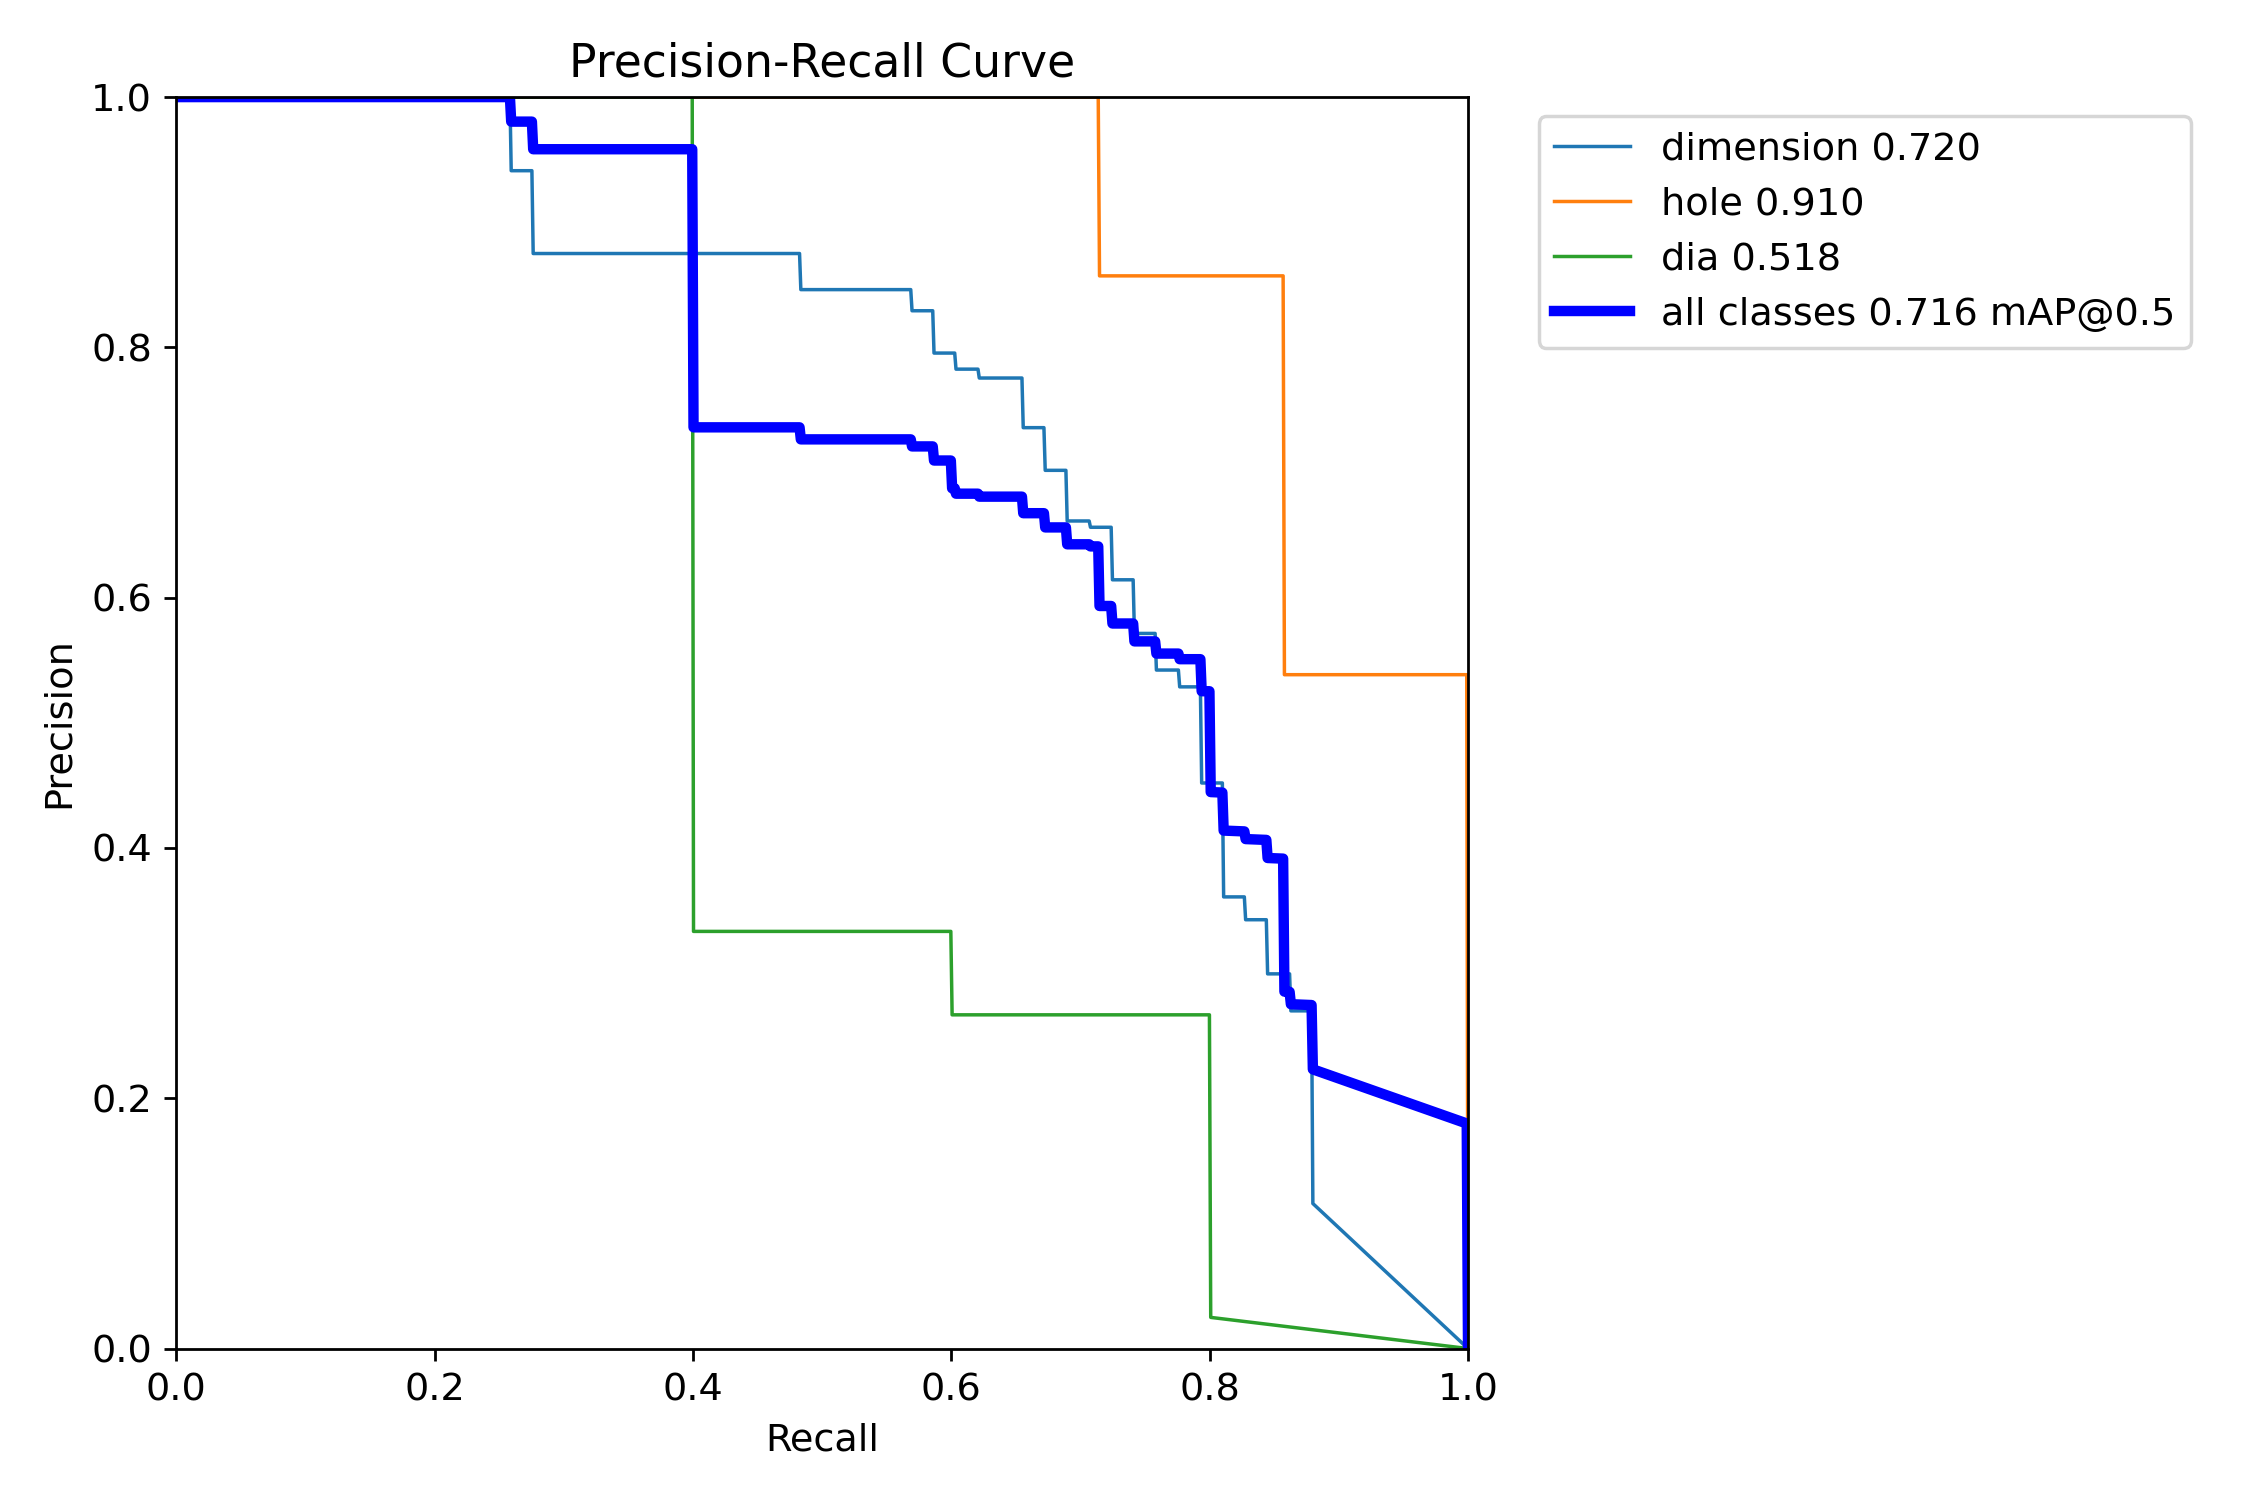 Precision-Recall Curve
1.0
0.8
0.6
0.4
0.2
0.0
Precision
0.0 0.2 0.4 0.6 0.8 1.0
Recall
dimension 0.720
hole 0.910
dia 0.518
all classes 0.716 mAP@0.5